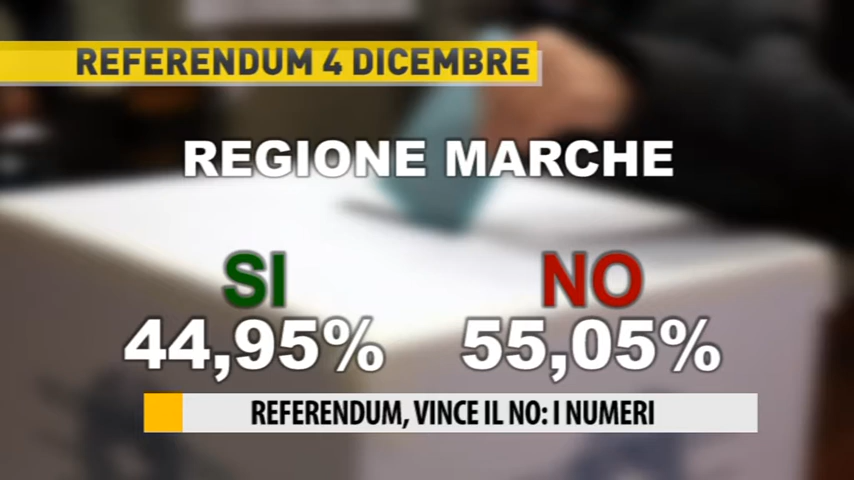 REFERENDUM 4 DICEMBRE
REGIONE MARCHE
SI NO
44,95% 55,05%
REFERENDUM, VINCE IL NO: I NUMERI